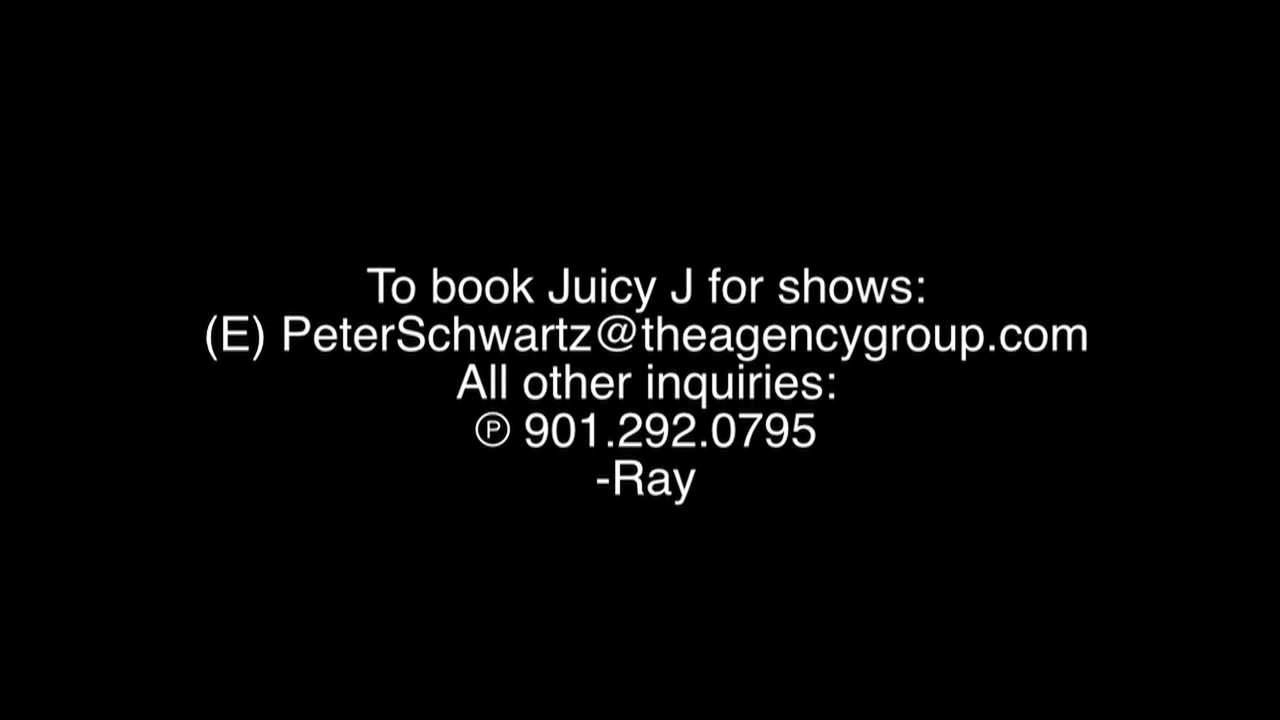 To book Juicy J for shows:
(E) PeterSchwartz@theagencygroup.com
All other inquiries:
℗ 901.292.0795
-Ray